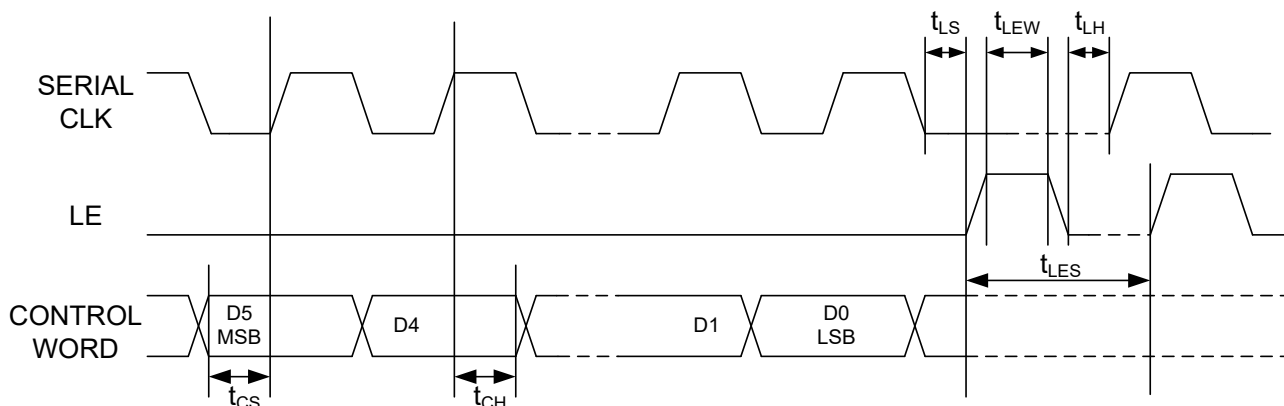 tLS
tLEW
tLH
SERIAL
CLK
LE
tLES
CONTROL
WORD
D5
MSB
D4
D1
D0
LSB
tCS
tCH